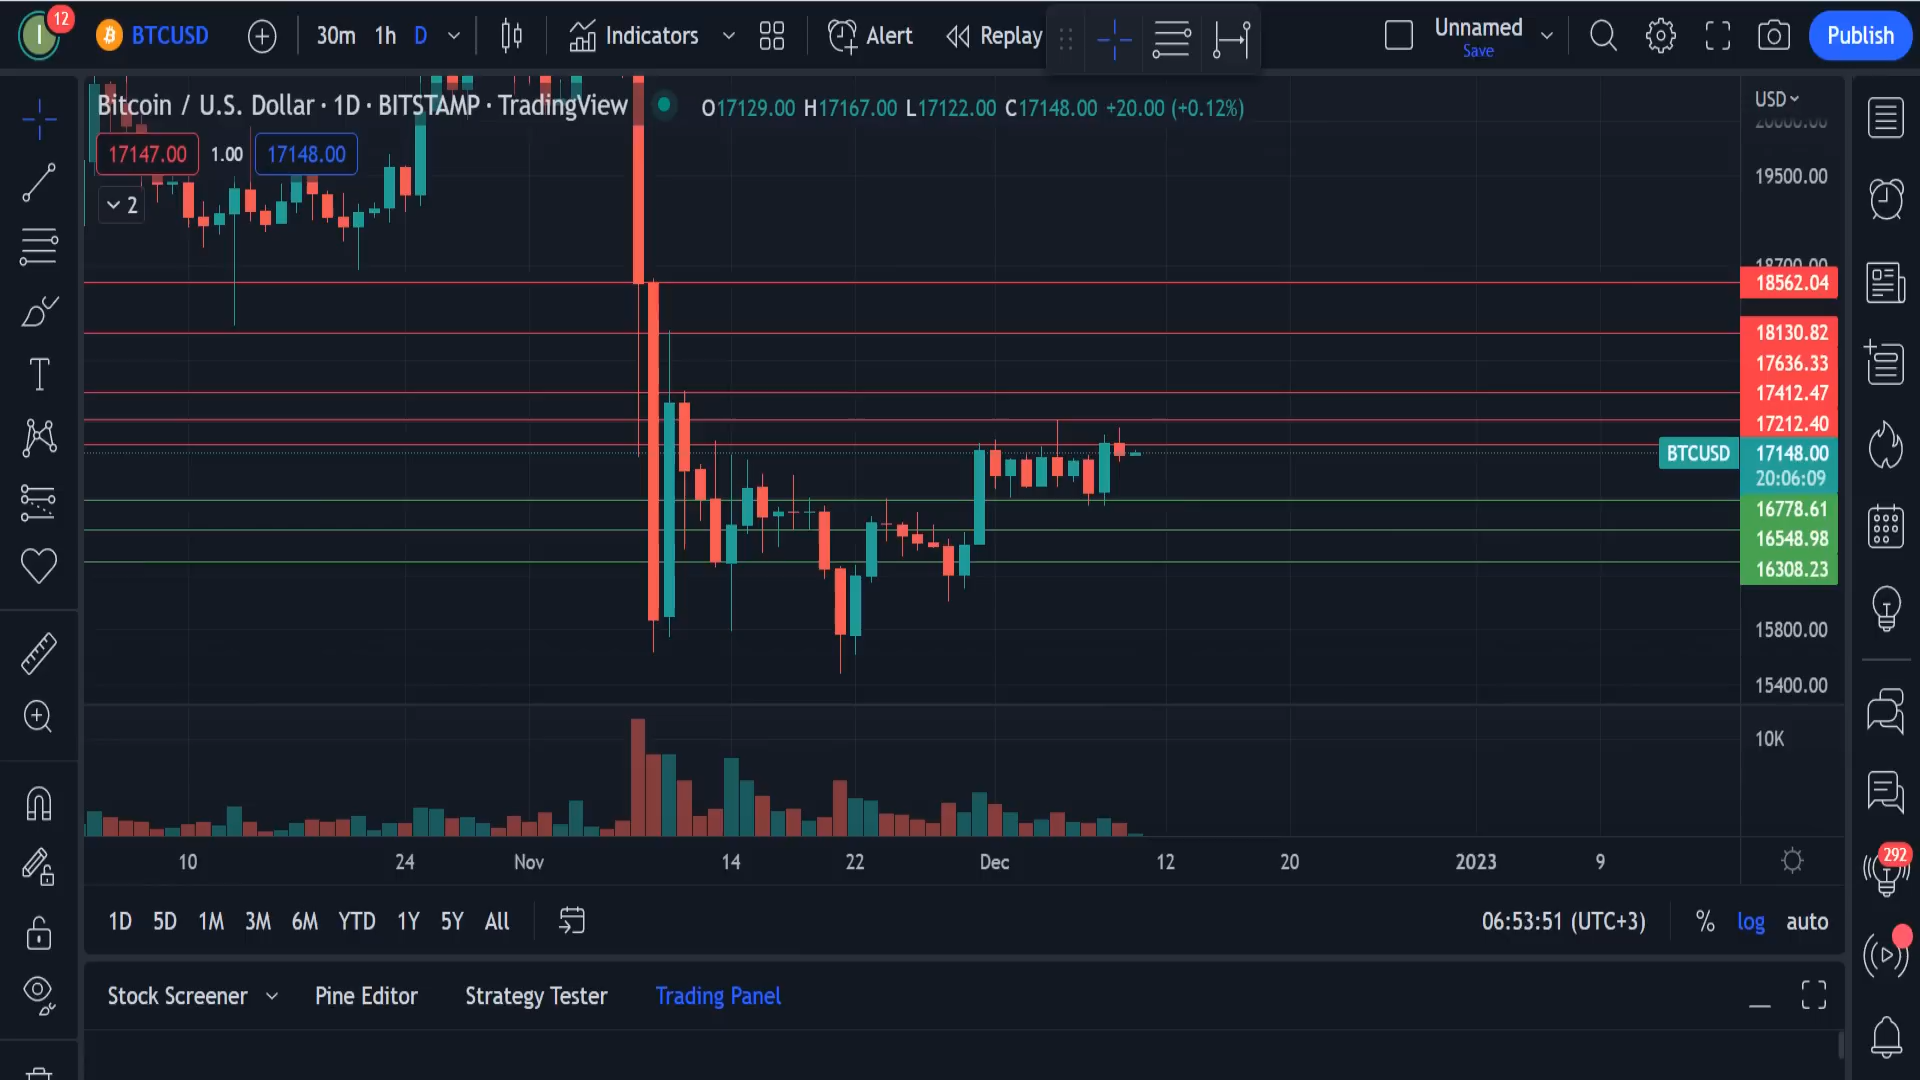 I
12
BTCUSD
30m 1h D
Indicators
Alert
Replay
Unnamed
Save
Publish
Bitcoin / U.S. Dollar · 1D · BITSTAMP · TradingView
O17129.00 H17167.00 L17122.00 C17148.00 +20.00 (+0.12%)
17147.00 1.00 17148.00
2
USD
20000.00
19500.00
18700.00
18562.04
18130.82
17636.33
17412.47
17212.40
BTCUSD 17148.00
20:06:09
16778.61
16548.98
16308.23
15800.00
15400.00
10K
10 24 Nov 14 22 Dec 12 20 2023 9
292
1D 5D 1M 3M 6M YTD 1Y 5Y All
06:53:51 (UTC+3) % log auto
Stock Screener Pine Editor Strategy Tester Trading Panel